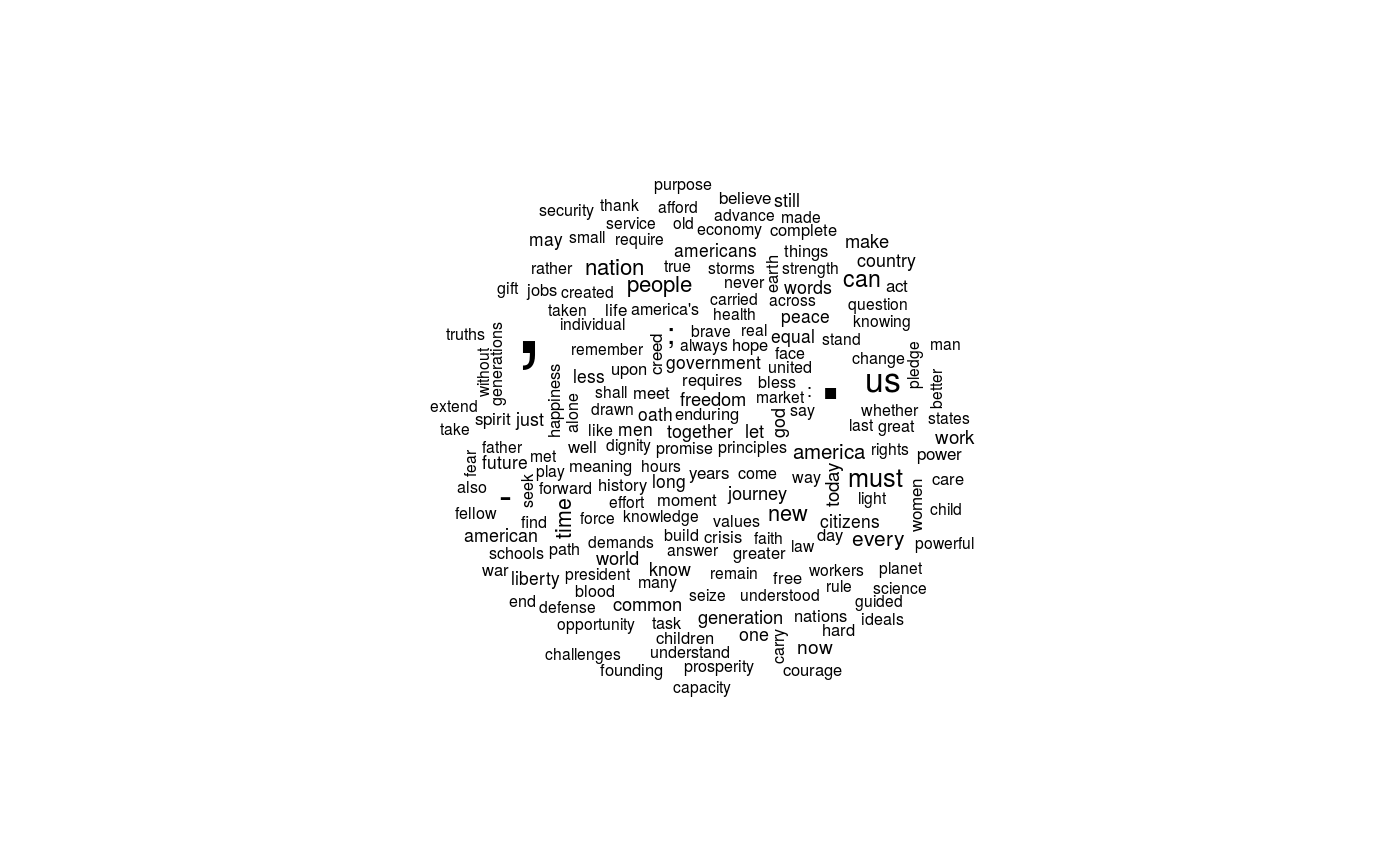 purpose
believe still
security thank afford
advance made
service old economy complete
may small require
make
americans things
country
rather nation true storms earth strength
can
people never words act
gift jobs created
carried across question
taken life america's health peace knowing
individual
truths ; brave real equal stand
without generations , remember creed always hope man
government face change pledge
less upon united us
happiness requires bless better
shall meet freedom market : .
extend alone drawn oath enduring god say whether states
spirit just last great
take like men together let work
father well dignity promise principles america rights power
fear future met
play meaning hours years come way today must care
also seek forward history long journey light women
- effort moment child
fellow time force knowledge values new citizens
find
american demands build crisis faith day every powerful
schools path answer greater law
world
war liberty president know remain free workers planet
many
blood seize understood rule science
end defense common guided
opportunity task generation nations ideals
children one carry hard
challenges understand now
founding prosperity courage
capacity